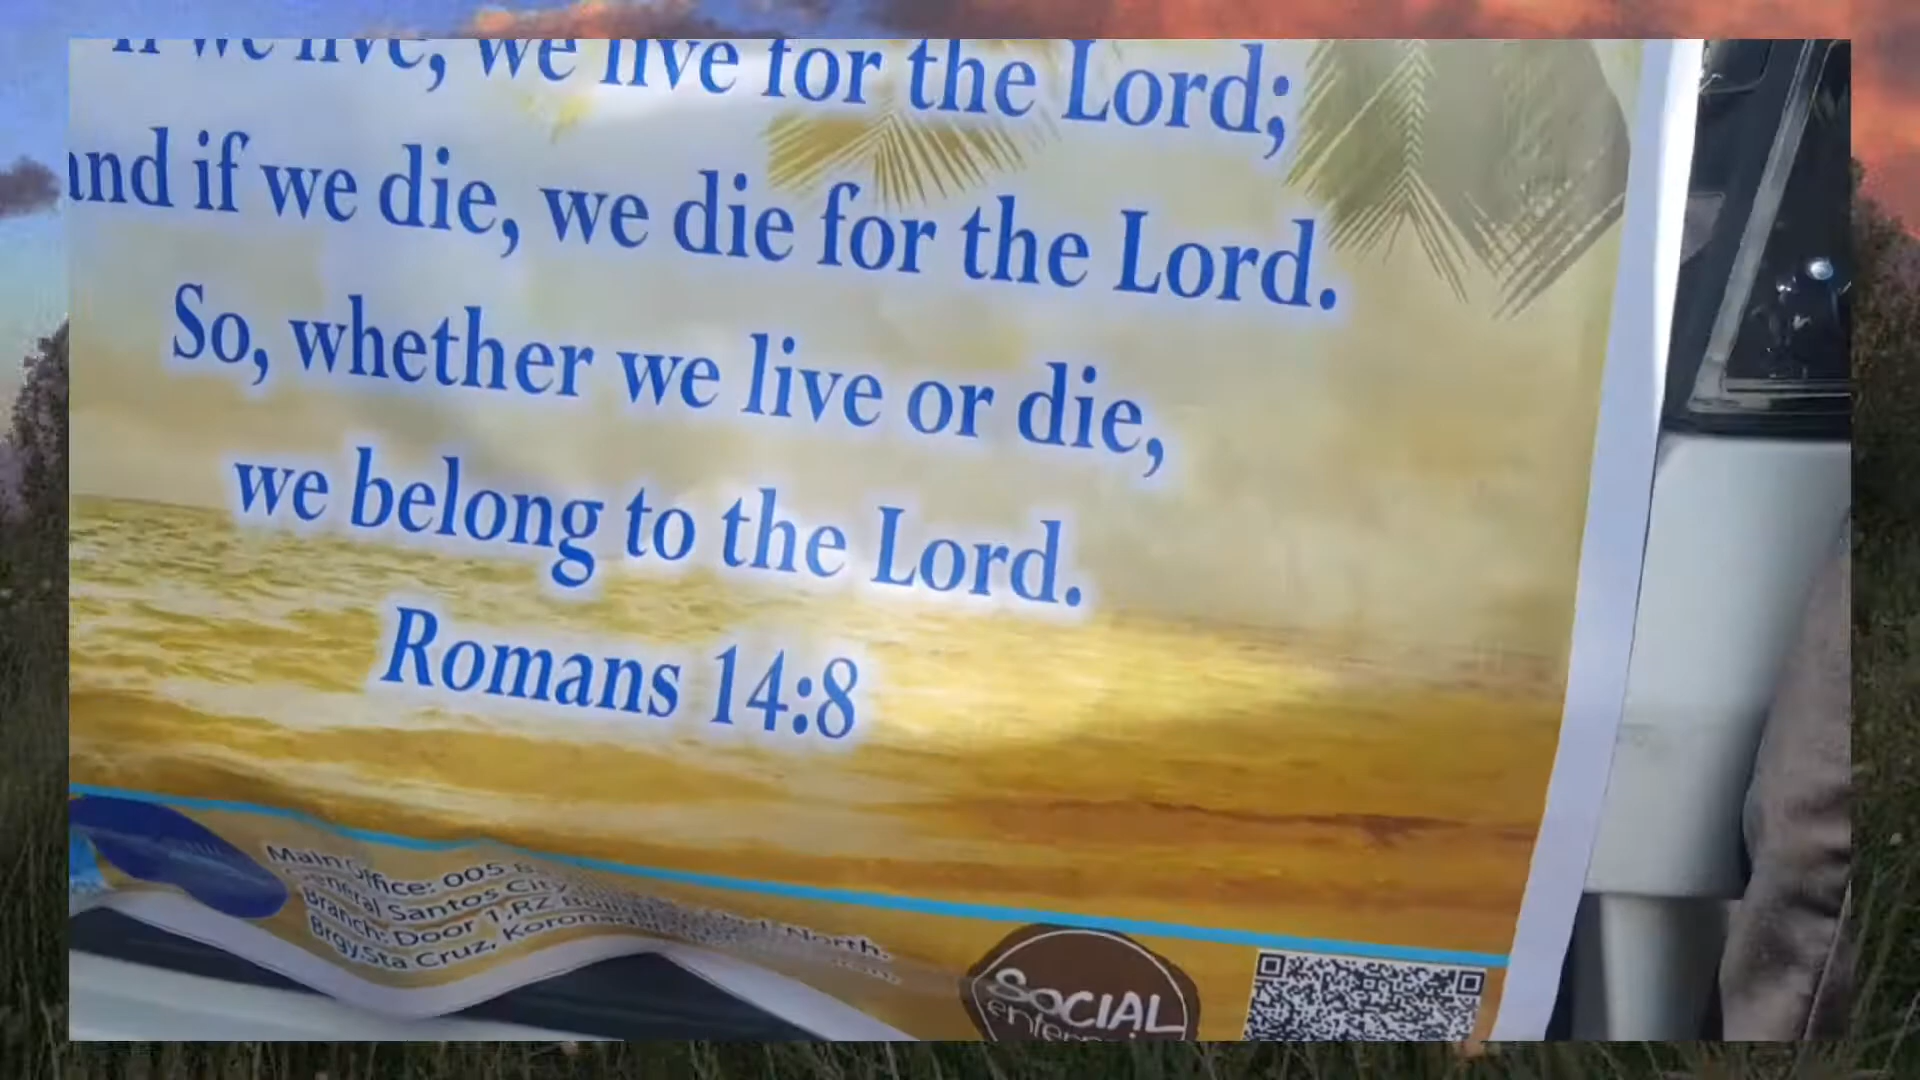 If we live, we live for the Lord;
and if we die, we die for the Lord.
So, whether we live or die,
we belong to the Lord.
Romans 14:8
Main Office: 005
General Santos City
North.
Branch: Door 1, RZ
Brgy. Sta Cruz, Koronadal
SOCIAL